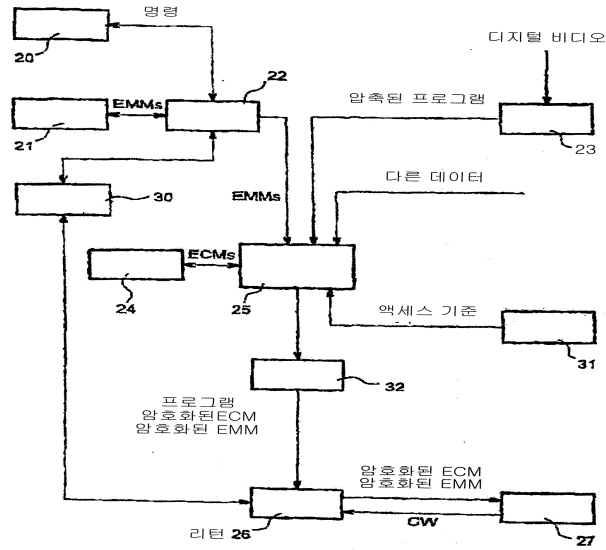 명령
20
디지털 비디오
22
EMMs
압축된 프로그램
21
23
30
다른 데이터
EMMs
ECMs
24
25
액세스 기준
31
32
프로그램
암호화된 ECM
암호화된 EMM
암호화된 ECM
암호화된 EMM
CW
리턴 26
27